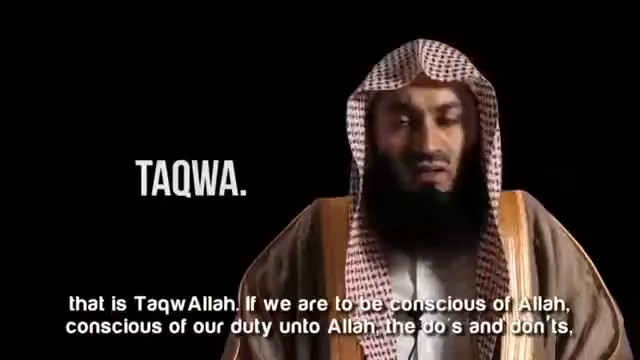 TAQWA.
that is TaqwAllah. If we are to be conscious of Allah,
conscious of our duty unto Allah, the do's and don'ts,